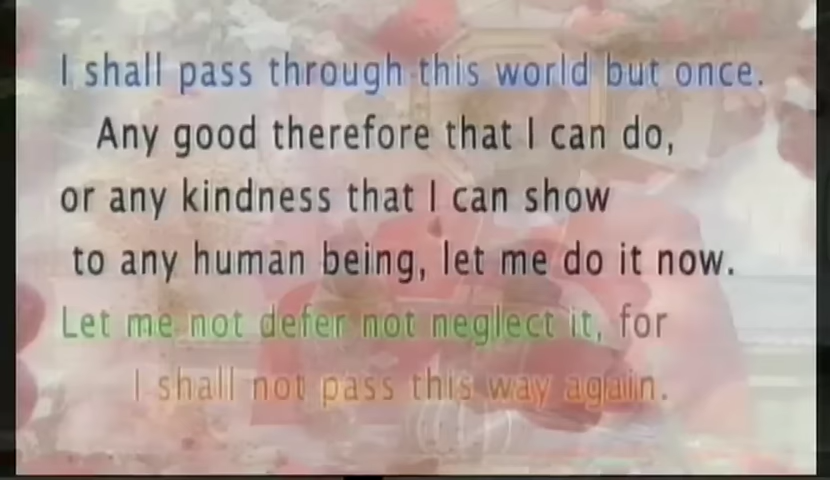 I shall pass through this world but once.
Any good therefore that I can do,
or any kindness that I can show
to any human being, let me do it now.
Let me not defer not neglect it, for
I shall not pass this way again.